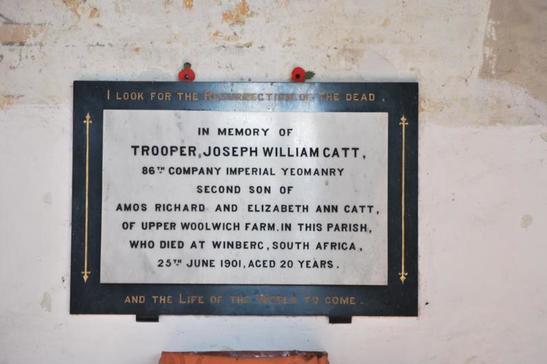 I LOOK FOR THE RESURRECTION OF THE DEAD.
IN MEMORY OF
TROOPER, JOSEPH WILLIAM CATT,
86TH COMPANY IMPERIAL YEOMANRY
SECOND SON OF
AMOS RICHARD AND ELIZABETH ANN CATT,
OF UPPER WOOLWICH FARM, IN THIS PARISH,
WHO DIED AT WINBERG, SOUTH AFRICA,
25TH JUNE 1901, AGED 20 YEARS.
AND THE LIFE OF THE WORLD TO COME.